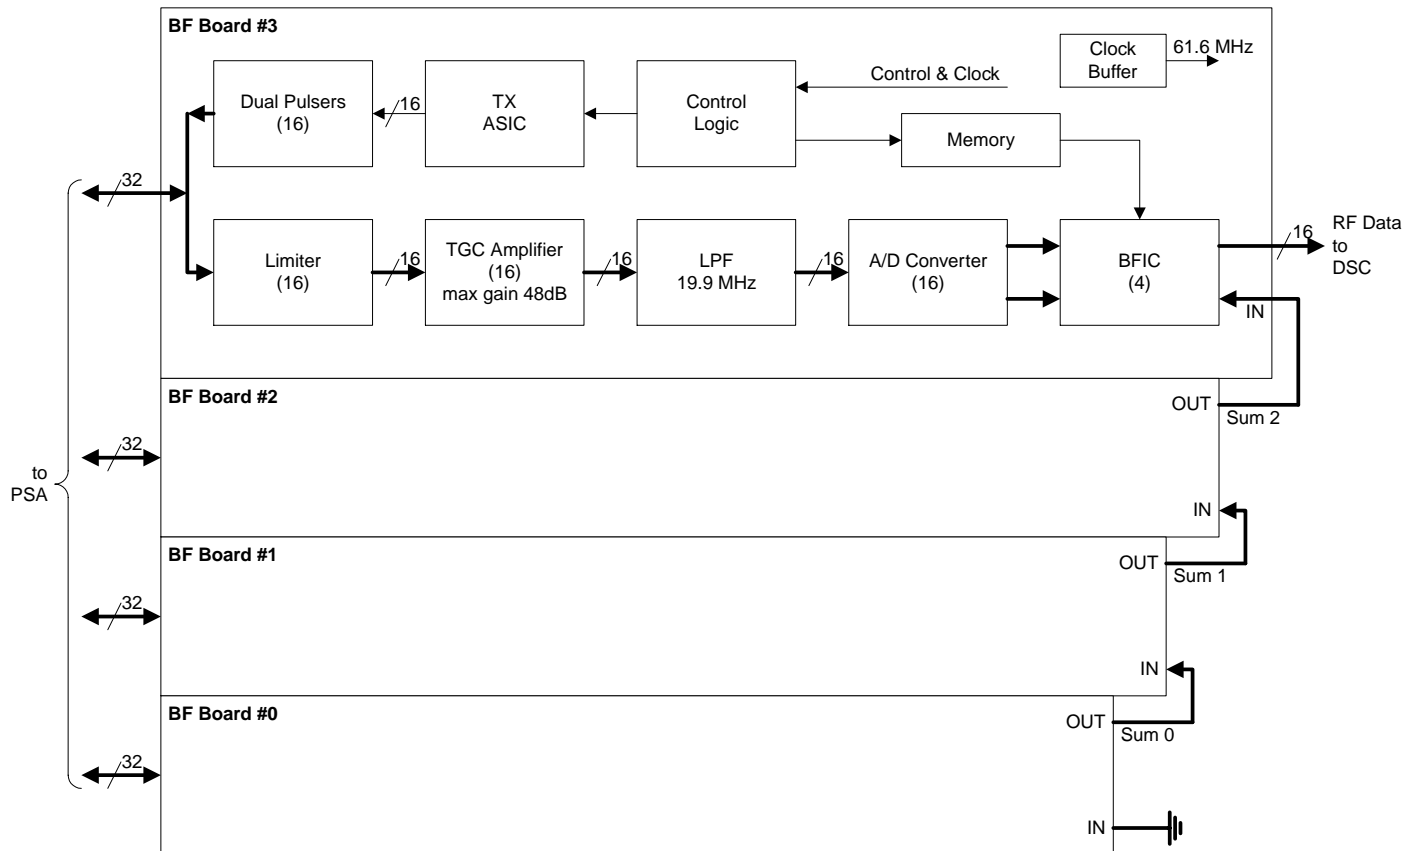 BF Board #3
Clock
Buffer
61.6 MHz
Dual Pulsers
(16)
16
TX
ASIC
Control
Logic
Control & Clock
Memory
32
Limiter
(16)
16
TGC Amplifier
(16)
max gain 48dB
16
LPF
19.9 MHz
16
A/D Converter
(16)
BFIC
(4)
16
RF Data
to
DSC
IN
BF Board #2
OUT
Sum 2
32
to
PSA
IN
BF Board #1
OUT
Sum 1
32
IN
BF Board #0
OUT
Sum 0
32
IN